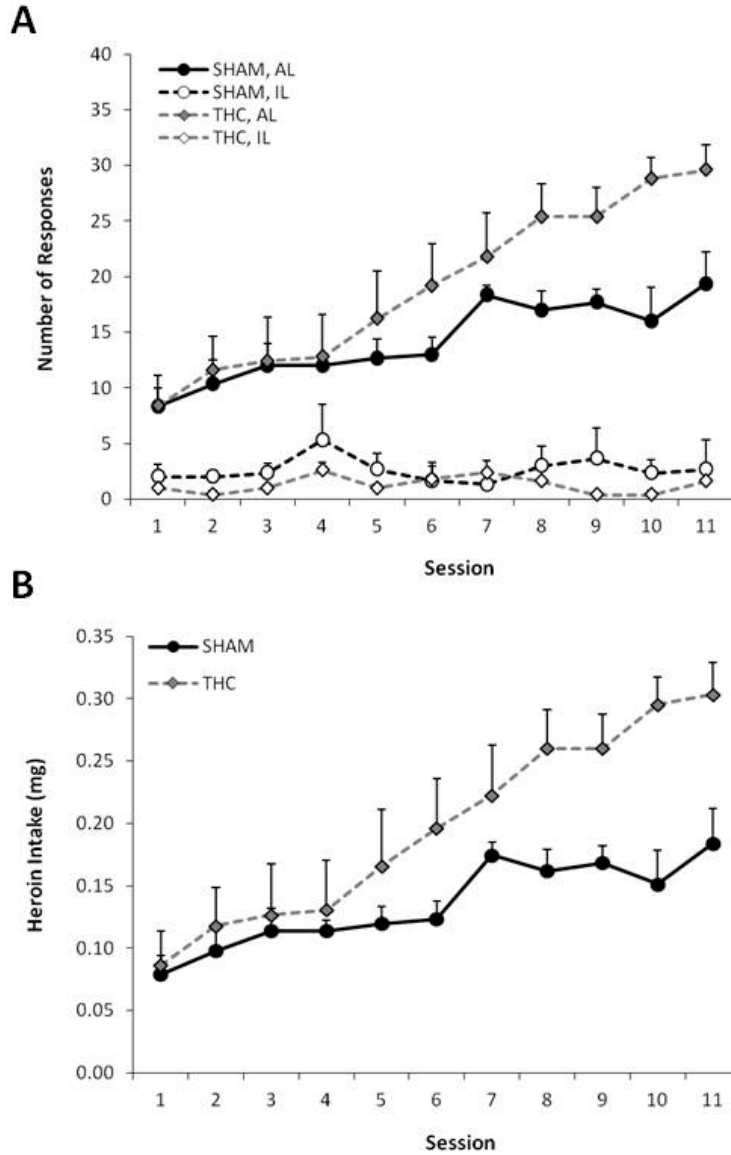 A
40
35
30
25
20
15
10
5
0
Number of Responses
SHAM, AL
SHAM, IL
THC, AL
THC, IL
1 2 3 4 5 6 7 8 9 10 11
Session
B
0.35
0.30
0.25
0.20
0.15
0.10
0.05
0.00
Heroin Intake (mg)
SHAM
THC
1 2 3 4 5 6 7 8 9 10 11
Session